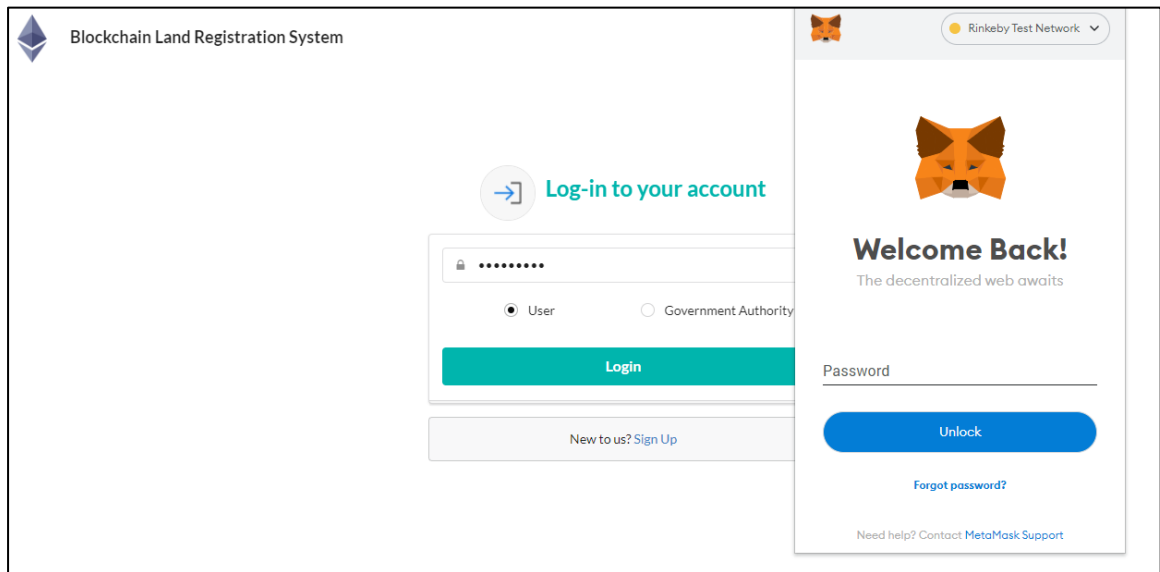 Blockchain Land Registration System
Log-in to your account
•••••••••
User
Government Authority
Login
New to us? Sign Up
Rinkeby Test Network
Welcome Back!
The decentralized web awaits
Password
Unlock
Forgot password?
Need help? Contact MetaMask Support